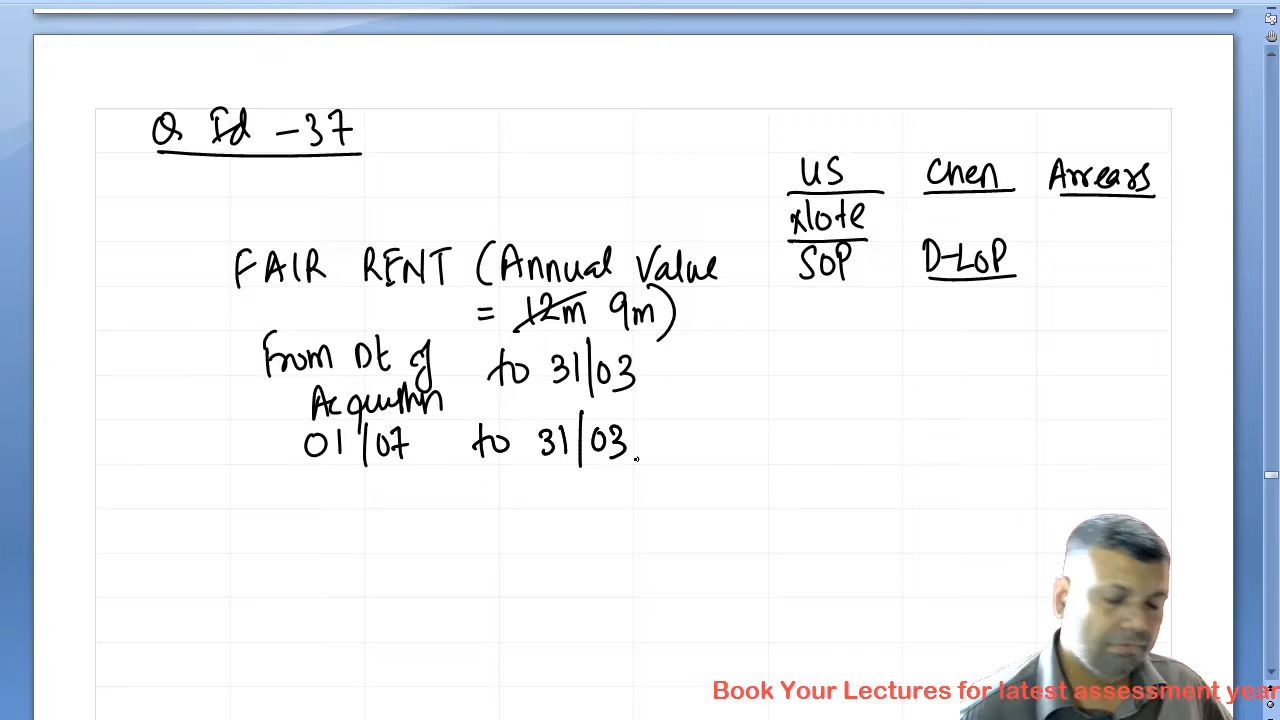 Q Id - 37
US Chen Arrears
xlote
SOP D-LOP
FAIR RENT (Annual Value
= 12m 9m)
From Dt of to 31/03
Acquisthn
01/07 to 31/03.
Book Your Lectures for latest assessment year